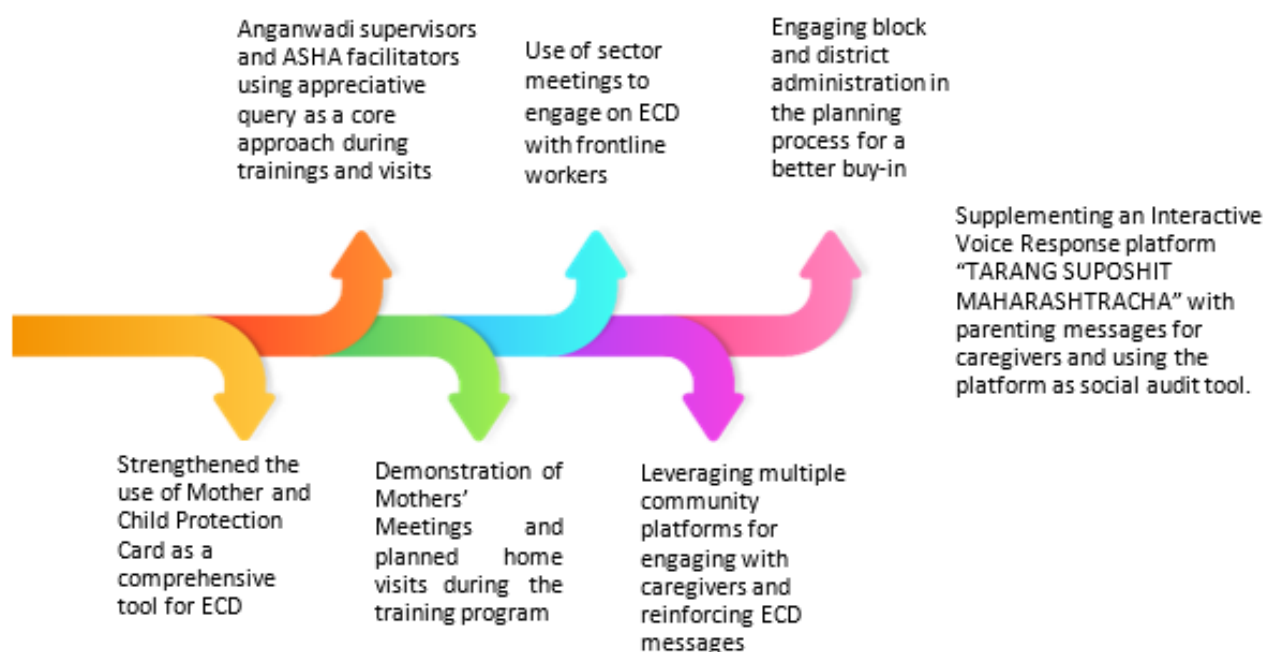 Anganwadi supervisors
and ASHA facilitators
using appreciative
query as a core
approach during
trainings and visits
Use of sector
meetings to
engage on ECD
with frontline
workers
Engaging block
and district
administration in
the planning
process for a
better buy-in
Supplementing an Interactive
Voice Response platform
“TARANG SUPOSHIT
MAHARASHTRACHA” with
parenting messages for
caregivers and using the
platform as social audit tool.
Strengthened the
use of Mother and
Child Protection
Card as a
comprehensive
tool for ECD
Demonstration of
Mothers’
Meetings and
planned home
visits during the
training program
Leveraging multiple
community
platforms for
engaging with
caregivers and
reinforcing ECD
messages